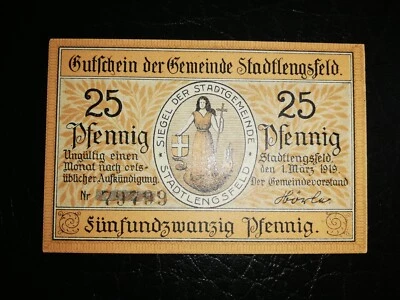 Gutschein der Gemeinde Stadtlengsfeld.
25
Pfennig
Ungültig einen
Monat nach orts-
üblicher Aufkündigung.
Nr 79799
SIEGEL DER STADTGEMEINDE
STADTLENGSFELD
25
Pfennig
Stadtlengsfeld,
den 1. März 1919.
Der Gemeindevorstand
Hörle
Fünfundzwanzig Pfennig.